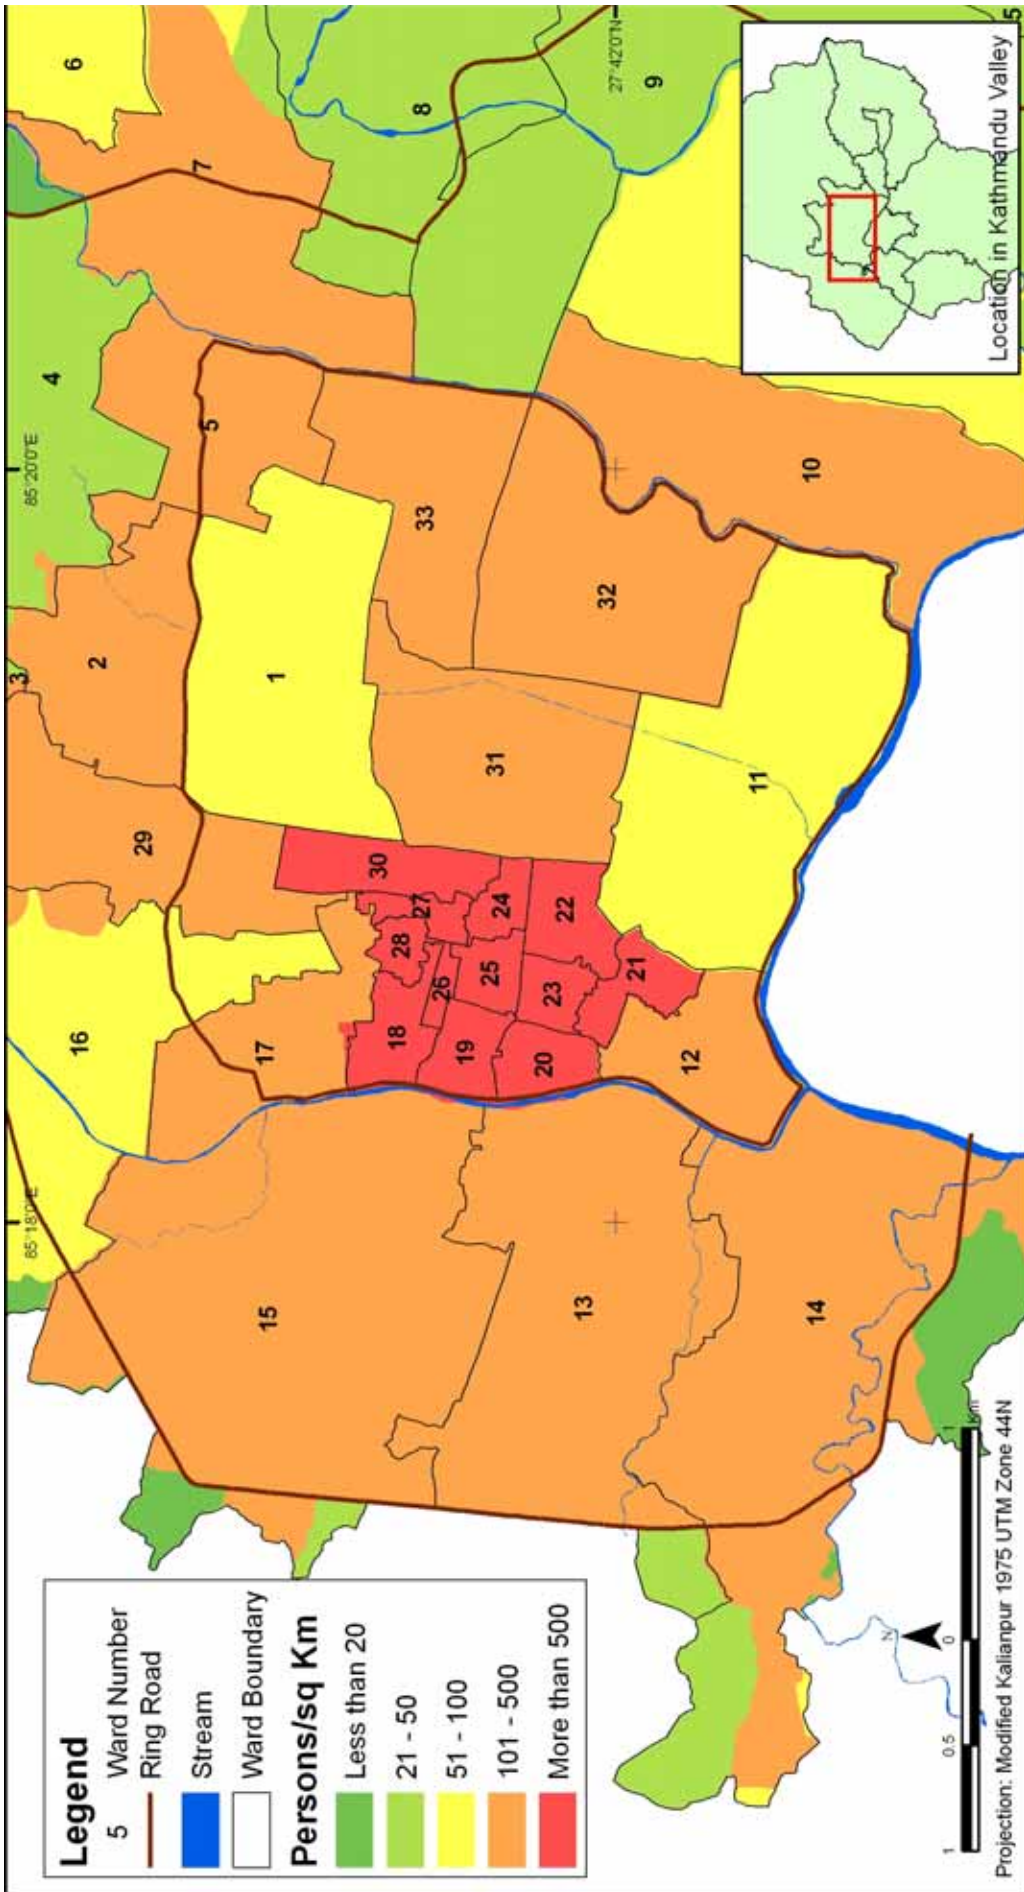 Legend
5 Ward Number
Ring Road
Stream
Ward Boundary
Persons/sq Km
Less than 20
21 - 50
51 - 100
101 - 500
More than 500
85°18'0"E
85°20'0"E
27°42'0"N
1
2
3
4
5
6
7
8
9
10
11
12
13
14
15
16
17
18
19
20
21
22
23
24
25
26
27
28
29
30
31
32
33
5
N
1 0.5 0 1
Km
Projection: Modified Kalianpur 1975 UTM Zone 44N
Location in Kathmandu Valley